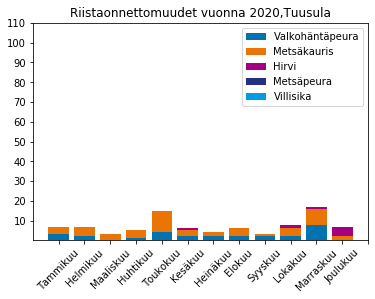 Riistaonnettomuudet vuonna 2020,Tuusula
110
100
90
80
70
60
50
40
30
20
10
Valkohäntäpeura
Metsäkauris
Hirvi
Metsäpeura
Villisika
Tammikuu
Helmikuu
Maaliskuu
Huhtikuu
Toukokuu
Kesäkuu
Heinäkuu
Elokuu
Syyskuu
Lokakuu
Marraskuu
Joulukuu